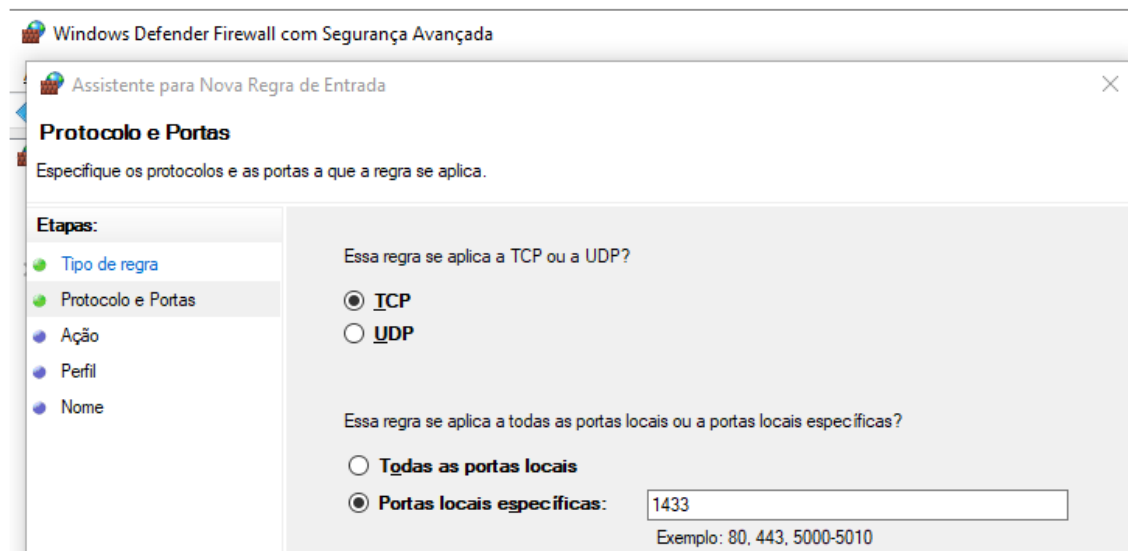 Windows Defender Firewall com Segurança Avançada
Assistente para Nova Regra de Entrada
Protocolo e Portas
Especifique os protocolos e as portas a que a regra se aplica.
Etapas:
Tipo de regra
Protocolo e Portas
Ação
Perfil
Nome
Essa regra se aplica a TCP ou a UDP?
TCP
UDP
Essa regra se aplica a todas as portas locais ou a portas locais específicas?
Todas as portas locais
Portas locais específicas: 1433
Exemplo: 80, 443, 5000-5010